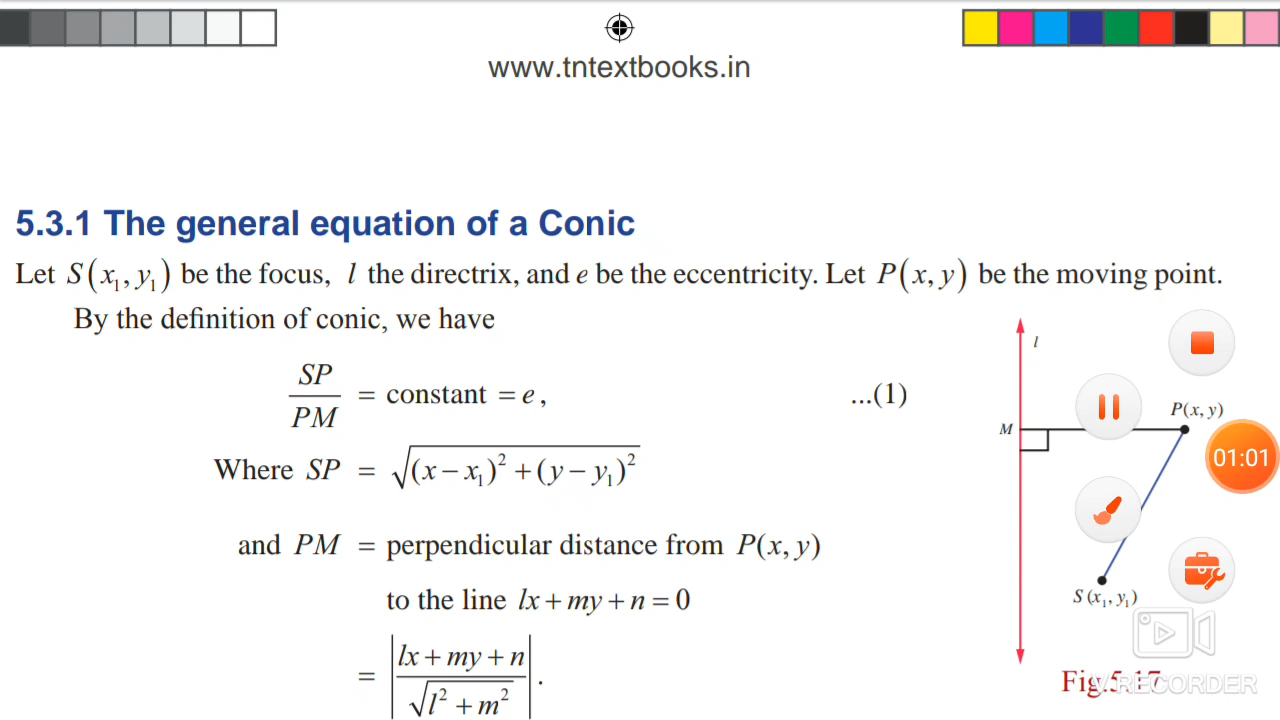 www.tntextbooks.in
5.3.1 The general equation of a Conic
Let S(x₁, y₁) be the focus, l the directrix, and e be the eccentricity. Let P(x, y) be the moving point.
By the definition of conic, we have
SP/PM = constant = e, ...(1)
Where SP = √((x − x₁)² + (y − y₁)²)
and PM = perpendicular distance from P(x, y)
to the line lx + my + n = 0
= |(lx + my + n)/√(l² + m²)|.
l
P(x, y)
M
01:01
S(x₁, y₁)
Fig.5.17
V RECORDER